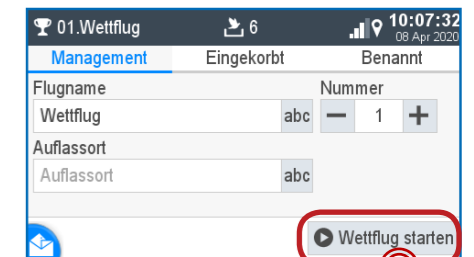 01.Wettflug 6 10:07:32
08 Apr 2020
Management Eingekorbt Benannt
Flugname Nummer
Wettflug abc 1
Auflassort
Auflassort abc
Wettflug starten